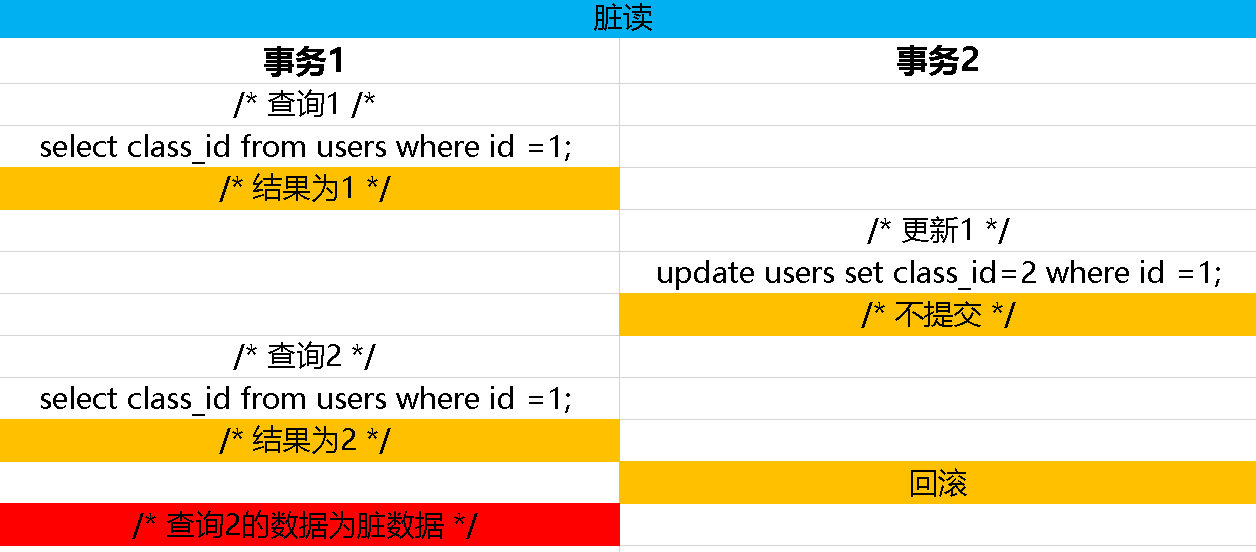 脏读
事务1
事务2
/* 查询1 /*
select class_id from users where id =1;
/* 结果为1 */
/* 更新1 */
update users set class_id=2 where id =1;
/* 不提交 */
/* 查询2 */
select class_id from users where id =1;
/* 结果为2 */
回滚
/* 查询2的数据为脏数据 */